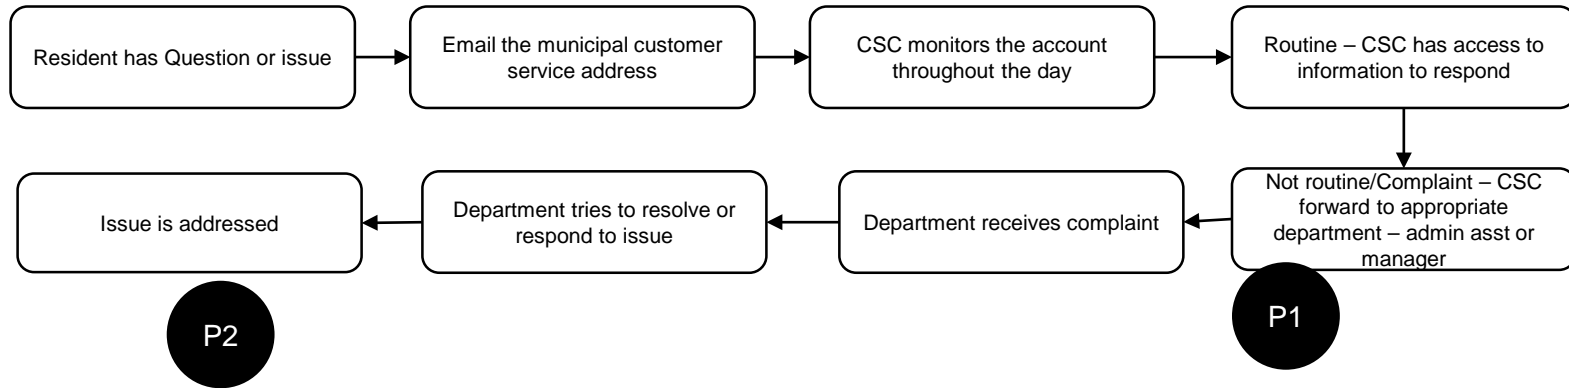 Resident has Question or issue
Email the municipal customer
service address
CSC monitors the account
throughout the day
Routine – CSC has access to
information to respond
Not routine/Complaint – CSC
forward to appropriate
department – admin asst or
manager
Department receives complaint
Department tries to resolve or
respond to issue
Issue is addressed
P1
P2